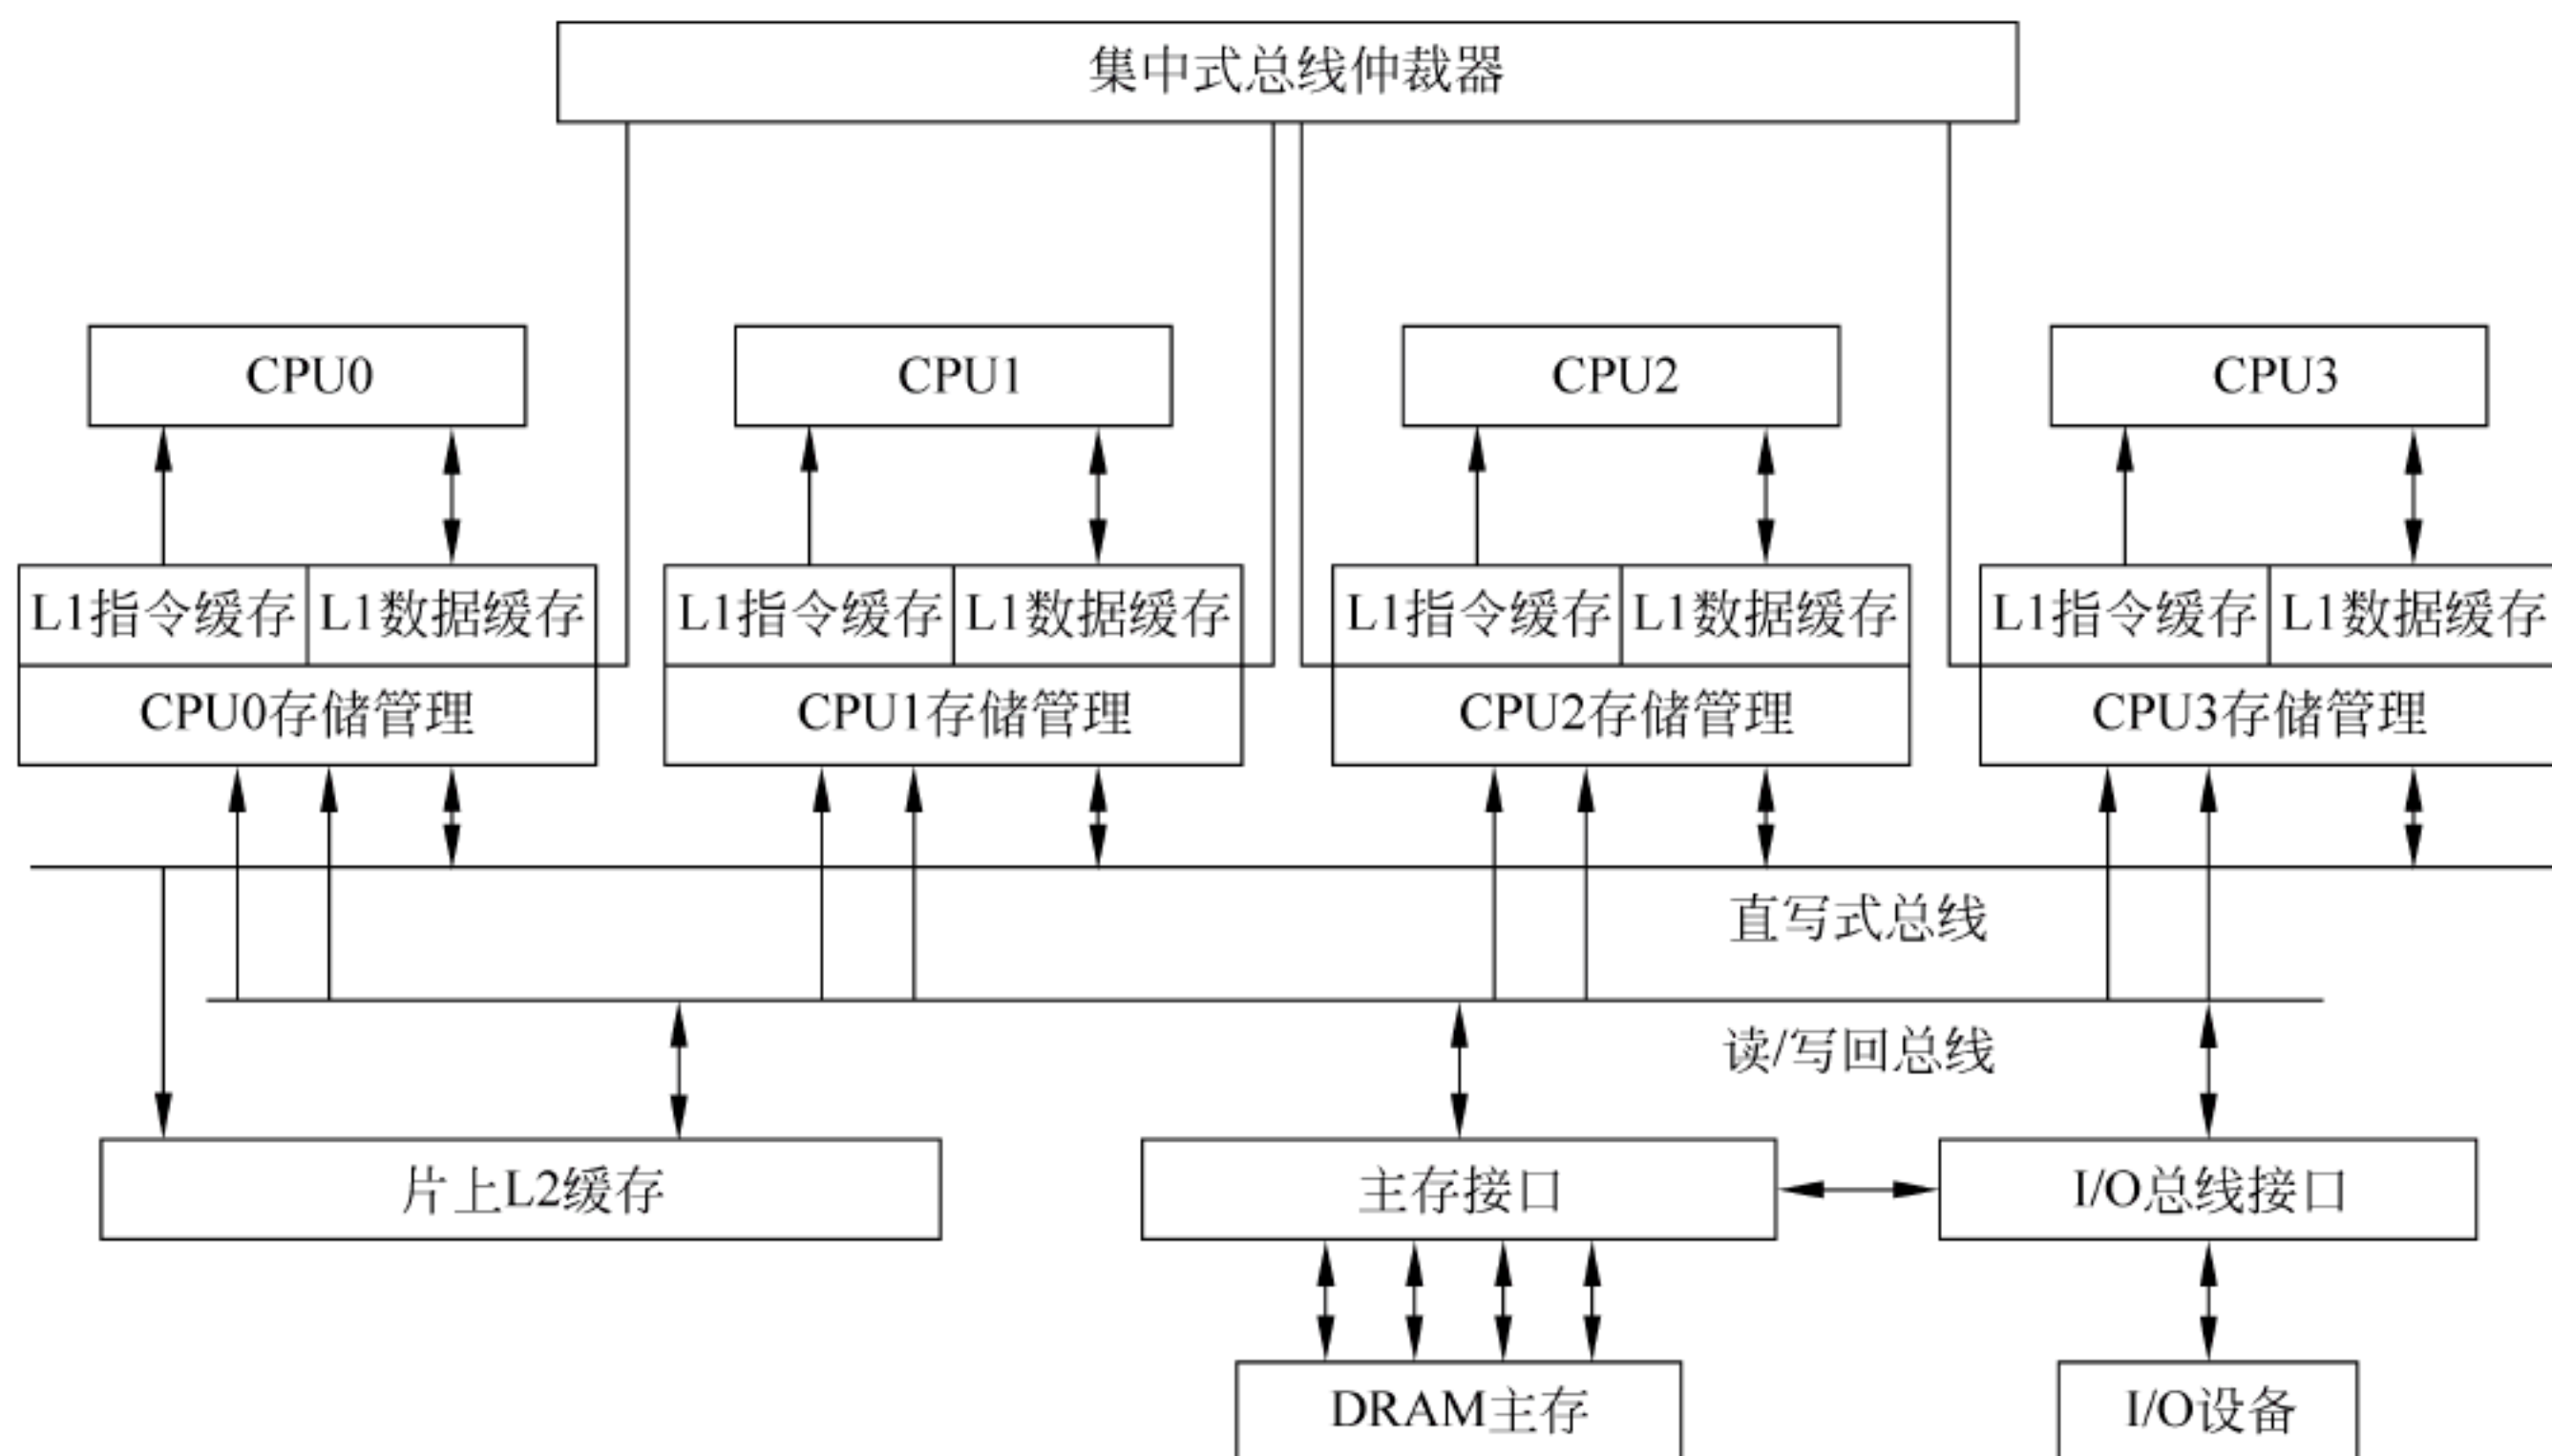 集中式总线仲裁器
CPU0
CPU1
CPU2
CPU3
L1指令缓存
L1数据缓存
L1指令缓存
L1数据缓存
L1指令缓存
L1数据缓存
L1指令缓存
L1数据缓存
CPU0存储管理
CPU1存储管理
CPU2存储管理
CPU3存储管理
直写式总线
读/写回总线
片上L2缓存
主存接口
I/O总线接口
DRAM主存
I/O设备